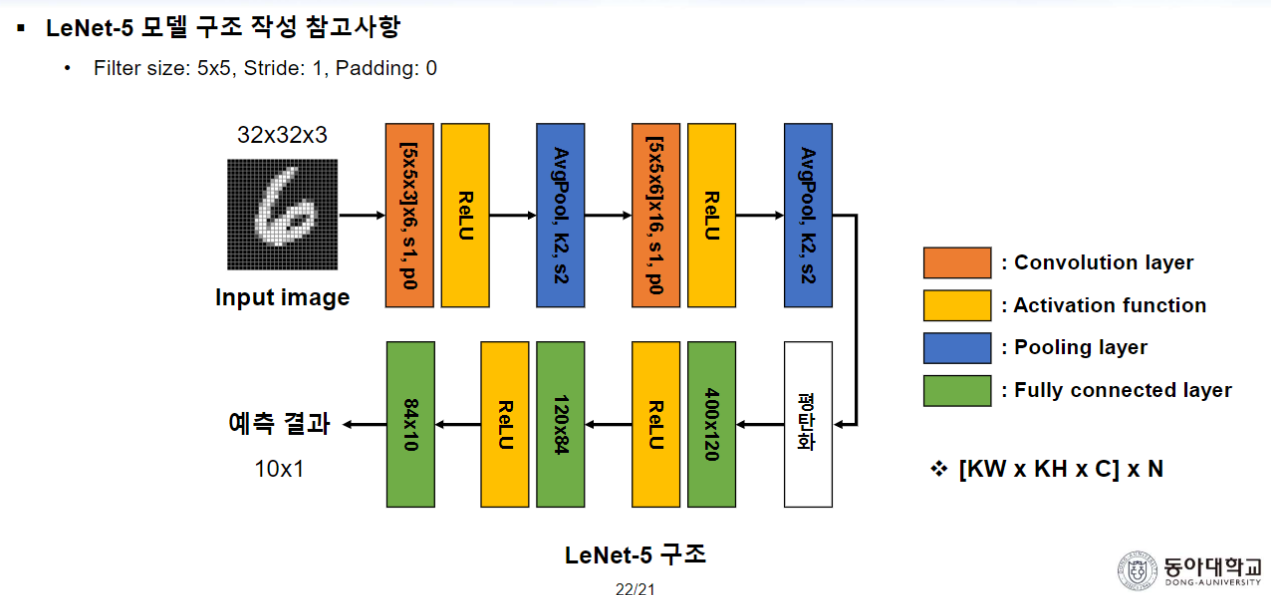 ▪ LeNet-5 모델 구조 작성 참고사항
• Filter size: 5x5, Stride: 1, Padding: 0
32x32x3
Input image
[5x5x3]x6, s1, p0
ReLU
AvgPool, k2, s2
[5x5x6]x16, s1, p0
ReLU
AvgPool, k2, s2
평탄화
400x120
ReLU
120x84
ReLU
84x10
예측 결과
10x1
: Convolution layer
: Activation function
: Pooling layer
: Fully connected layer
❖ [KW x KH x C] x N
LeNet-5 구조
22/21
동아대학교
DONG-A UNIVERSITY